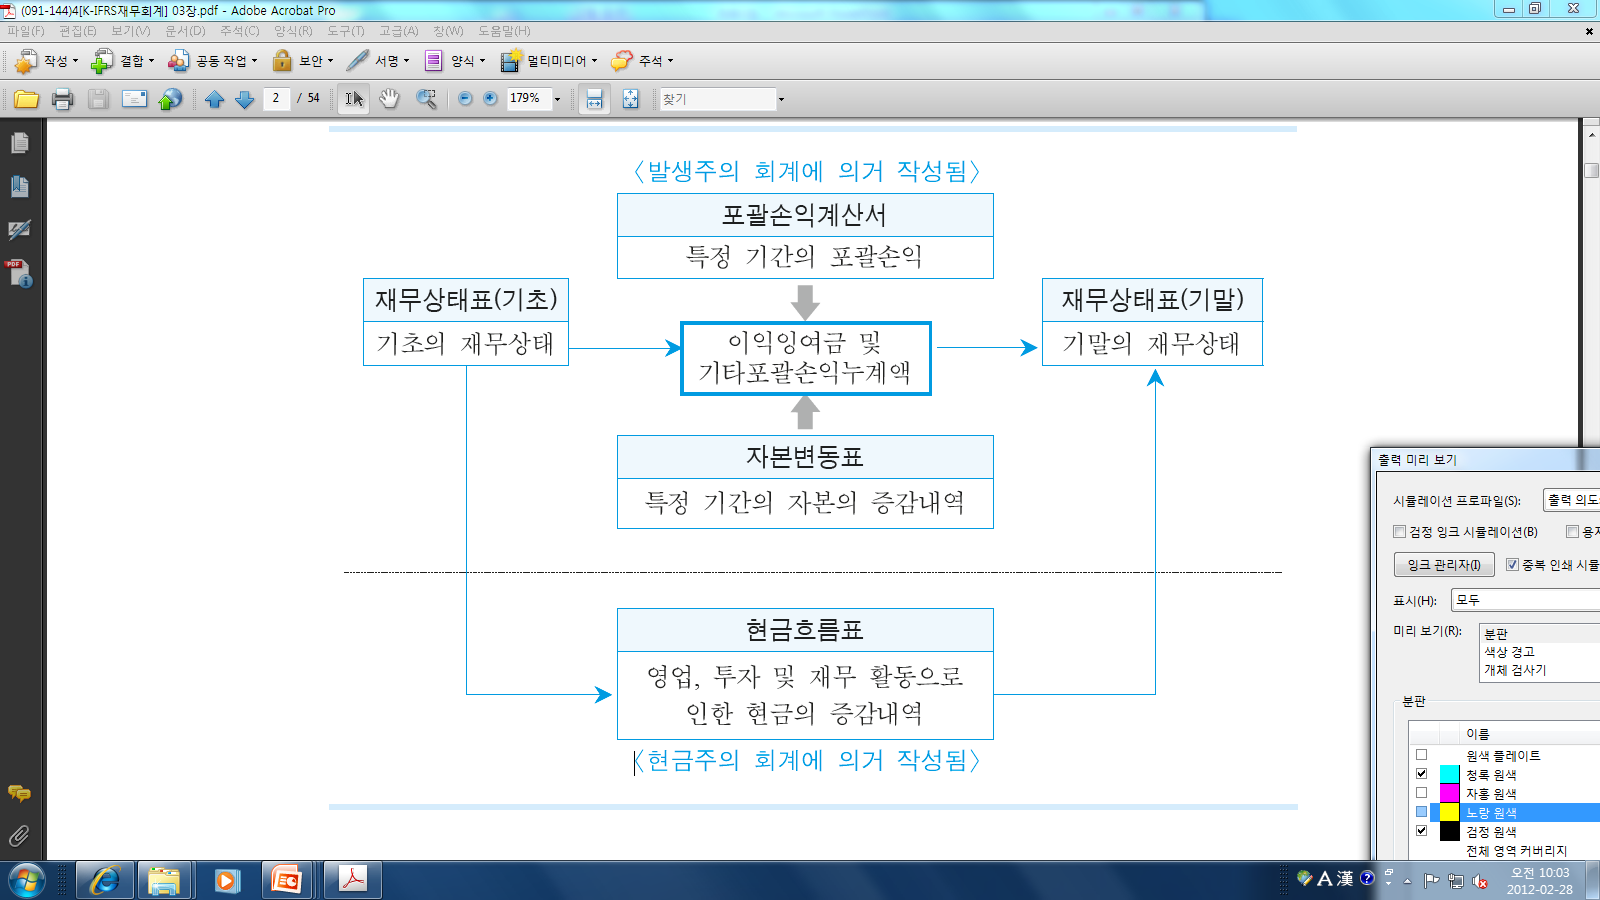 (091-144)4[K-IFRS재무회계] 03장.pdf - Adobe Acrobat Pro
파일(F) 편집(E) 보기(V) 문서(D) 주석(C) 양식(R) 도구(T) 고급(A) 창(W) 도움말(H)
작성 결합 공동 작업 보안 서명 양식 멀티미디어 주석
2 / 54 179% 찾기
〈발생주의 회계에 의거 작성됨〉
포괄손익계산서
특정 기간의 포괄손익
재무상태표(기초)
기초의 재무상태
이익잉여금 및
기타포괄손익누계액
재무상태표(기말)
기말의 재무상태
자본변동표
특정 기간의 자본의 증감내역
현금흐름표
영업, 투자 및 재무 활동으로
인한 현금의 증감내역
〈현금주의 회계에 의거 작성됨〉
출력 미리 보기
시뮬레이션 프로파일(S): 출력 의도
검정 잉크 시뮬레이션(B)
잉크 관리자(I) 중복 인쇄 시뮬
표시(H): 모두
미리 보기(R): 분판
색상 경고
개체 검사기
분판
이름
원색 플레이트
청록 원색
자홍 원색
노랑 원색
검정 원색
전체 영역 커버리지
A 漢
오전 10:03
2012-02-28